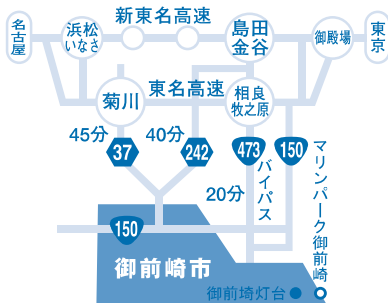 新東名高速
名古屋
浜松
いなさ
島田
金谷
御殿場
東京
菊川
東名高速
相良
牧之原
45分
40分
37
242
473
150
バイパス
20分
マリンパーク御前崎
150
御前崎市
御前埼灯台